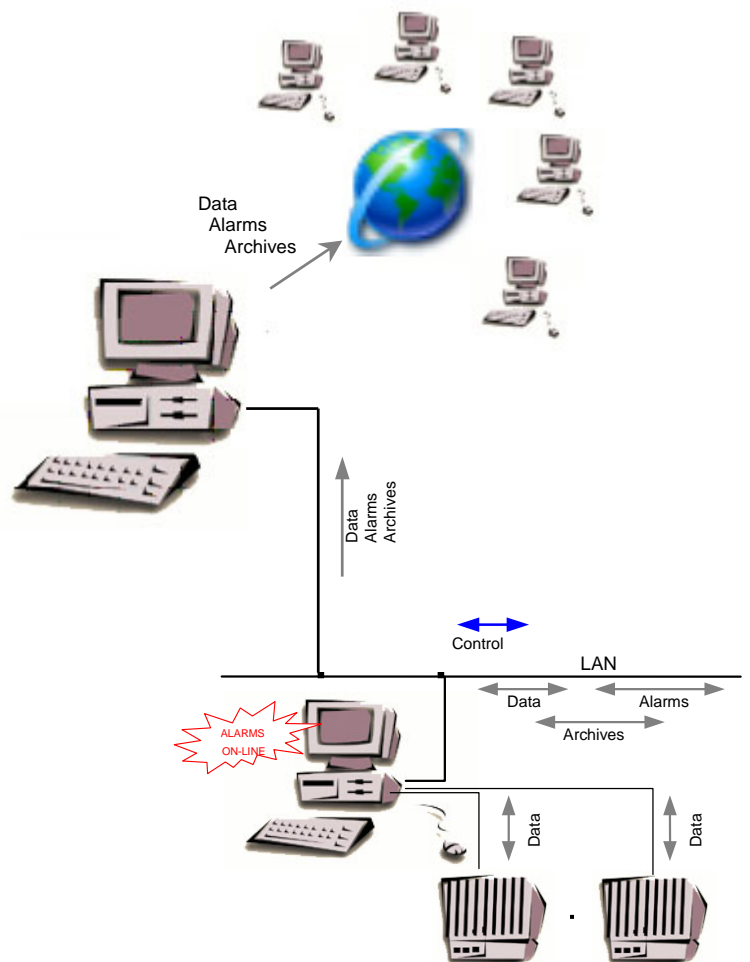 Data
Alarms
Archives
Data
Alarms
Archives
Control
LAN
Data
Alarms
Archives
ALARMS
ON-LINE
Data
Data